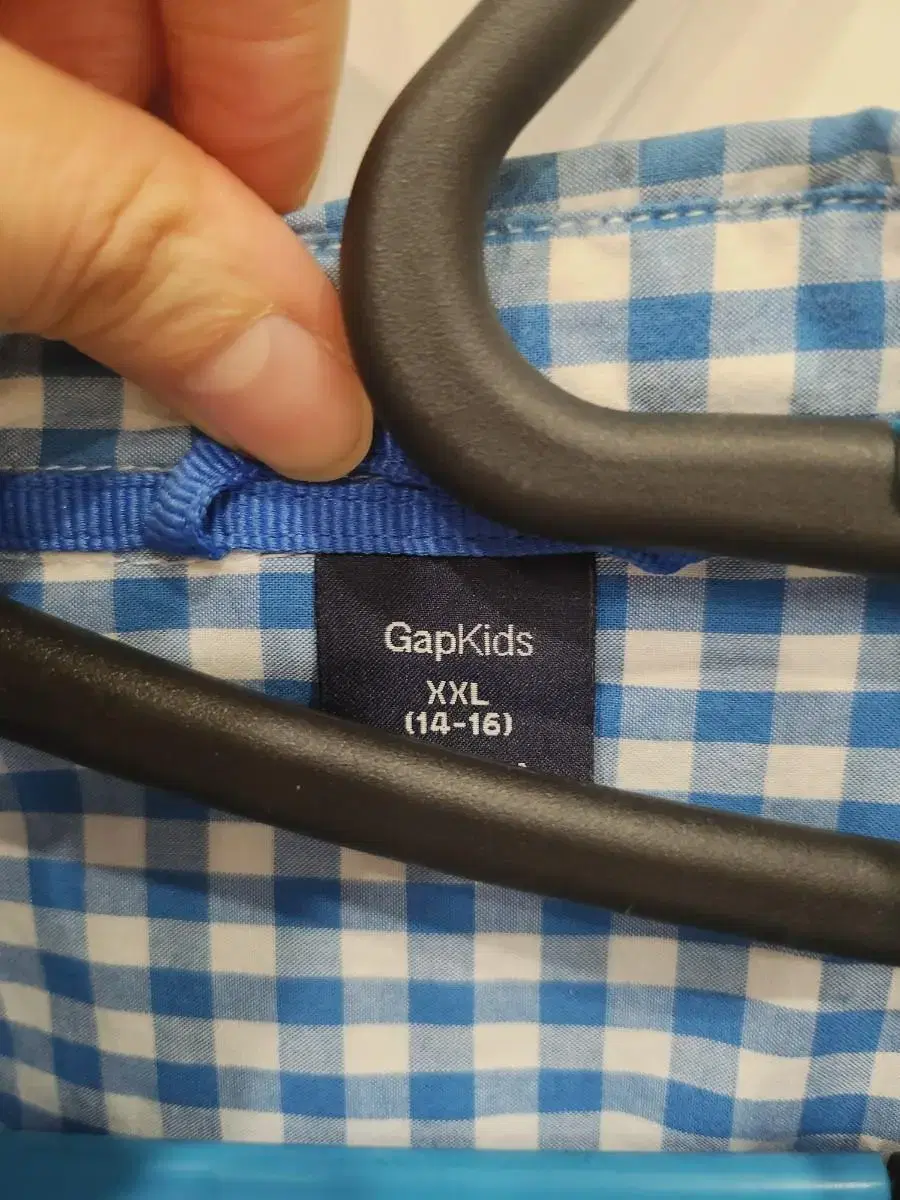 GapKids
XXL
(14-16)